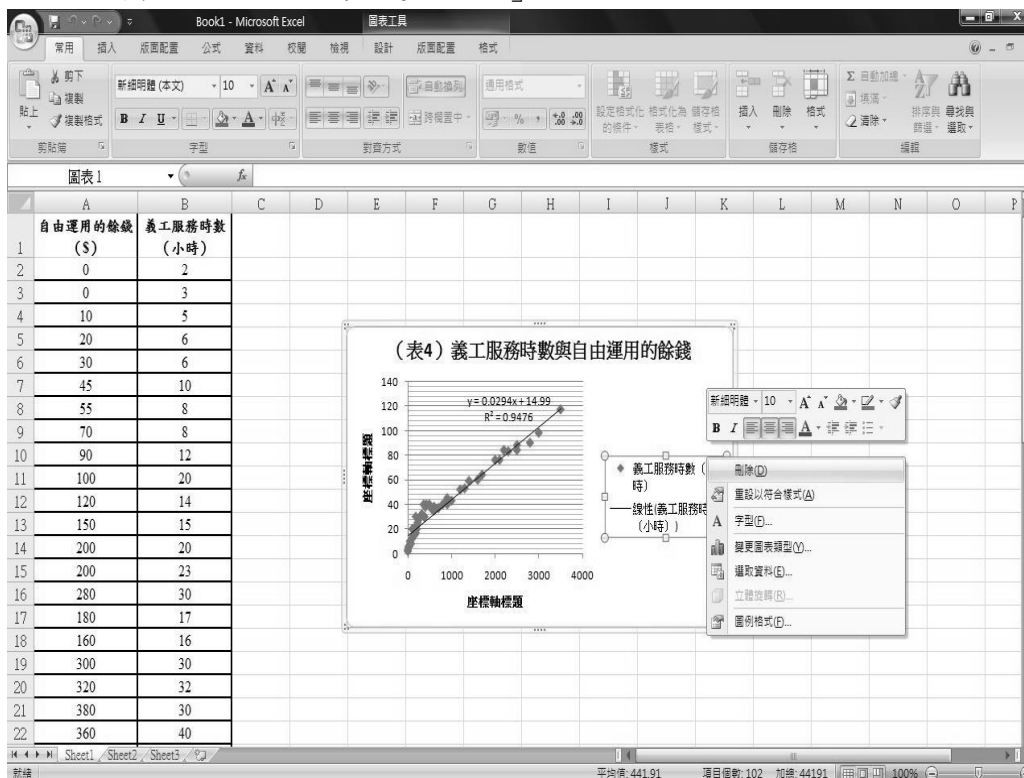 Book1 - Microsoft Excel 圖表工具
常用 插入 版面配置 公式 資料 校閱 檢視 設計 版面配置 格式
剪下
複製
複製格式
貼上
新細明體 (本文) 10
B I U
自動換列
跨欄置中
通用格式
設定格式化的條件
格式化為表格
儲存格樣式
插入 刪除 格式
Σ 自動加總
填滿
清除
排序與篩選
尋找與選取
剪貼簿 字型 對齊方式 數值 樣式 儲存格 編輯
圖表 1 fx
A B C D E F G H I J K L M N O P
1 自由運用的餘錢($) 義工服務時數(小時)
2 0 2
3 0 3
4 10 5
5 20 6
6 30 6
7 45 10
8 55 8
9 70 8
10 90 12
11 100 20
12 120 14
13 150 15
14 200 20
15 200 23
16 280 30
17 180 17
18 160 16
19 300 30
20 320 32
21 380 30
22 360 40
(表4)義工服務時數與自由運用的餘錢
140
120
100
80
60
40
20
0
y = 0.0294x + 14.99
R² = 0.9476
座標軸標題
0 1000 2000 3000 4000
座標軸標題
義工服務時數(
時)
線性(義工服務時
(小時))
新細明體 10
B I
刪除(D)
重設以符合樣式(A)
字型(F)...
變更圖表類型(Y)...
選取資料(E)...
立體旋轉(R)...
圖例格式(F)...
Sheet1 Sheet2 Sheet3
就緒 平均值: 441.91 項目個數: 102 加總: 44191 100%